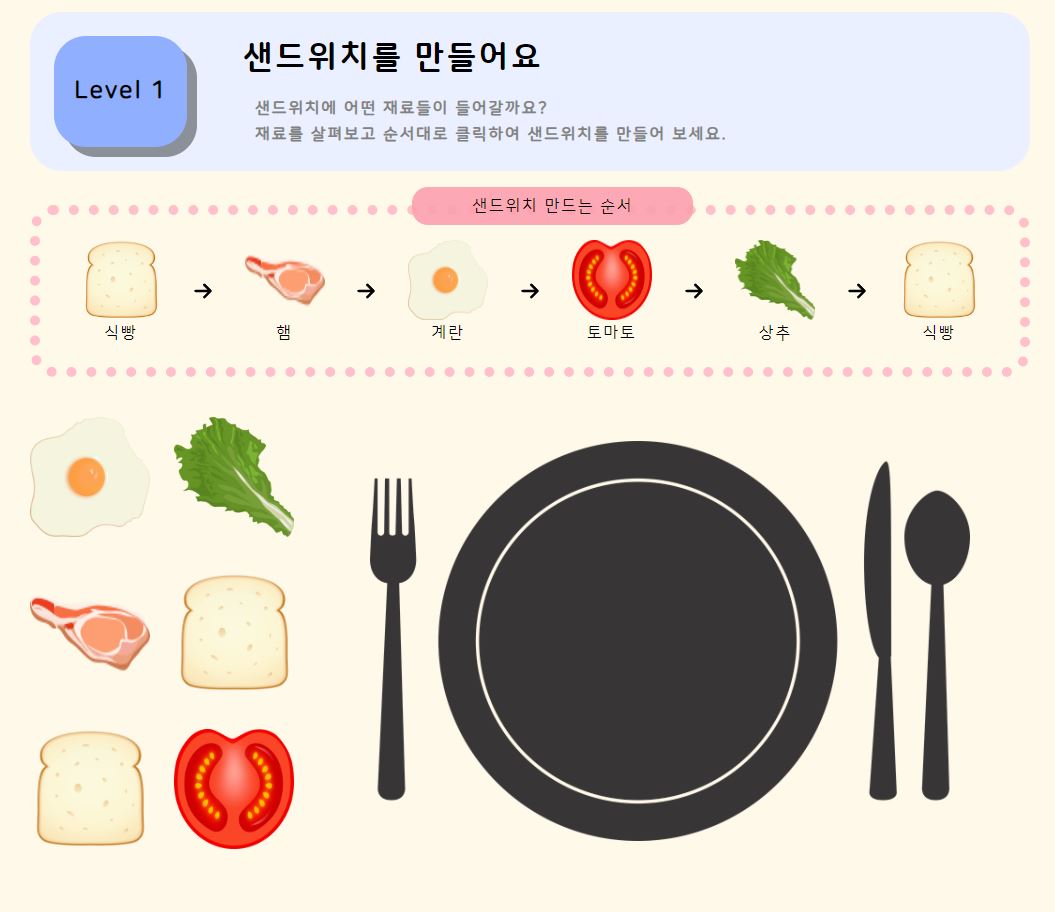 Level 1
샌드위치를 만들어요
샌드위치에 어떤 재료들이 들어갈까요?
재료를 살펴보고 순서대로 클릭하여 샌드위치를 만들어 보세요.
샌드위치 만드는 순서
식빵 → 햄 → 계란 → 토마토 → 상추 → 식빵